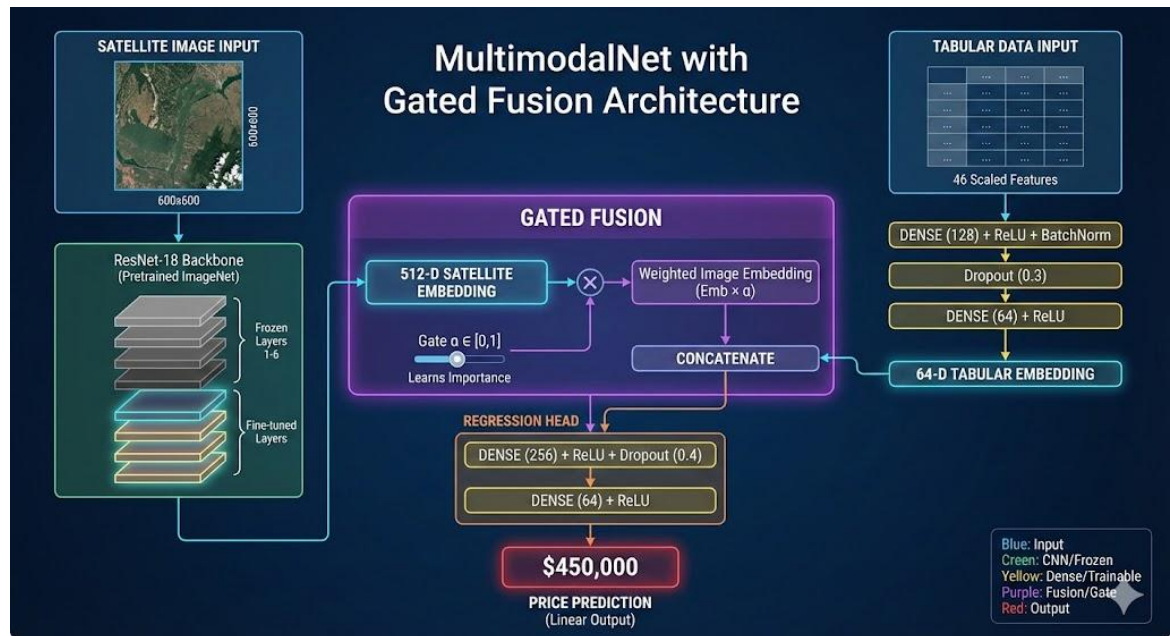 MultimodalNet with
Gated Fusion Architecture
SATELLITE IMAGE INPUT
600x600
600x600
ResNet-18 Backbone
(Pretrained ImageNet)
Frozen
Layers
1-6
Fine-tuned
Layers
GATED FUSION
512-D SATELLITE
EMBEDDING
Weighted Image Embedding
(Emb × α)
Gate α ∈ [0,1]
Learns Importance
CONCATENATE
TABULAR DATA INPUT
... ... ...
... ... ... ...
... ... ... ...
... ... ... ...
... ... ... ...
... ... ... ...
46 Scaled Features
DENSE (128) + ReLU + BatchNorm
Dropout (0.3)
DENSE (64) + ReLU
64-D TABULAR EMBEDDING
REGRESSION HEAD
DENSE (256) + ReLU + Dropout (0.4)
DENSE (64) + ReLU
$450,000
PRICE PREDICTION
(Linear Output)
Blue: Input
Green: CNN/Frozen
Yellow: Dense/Trainable
Purple: Fusion/Gate
Red: Output